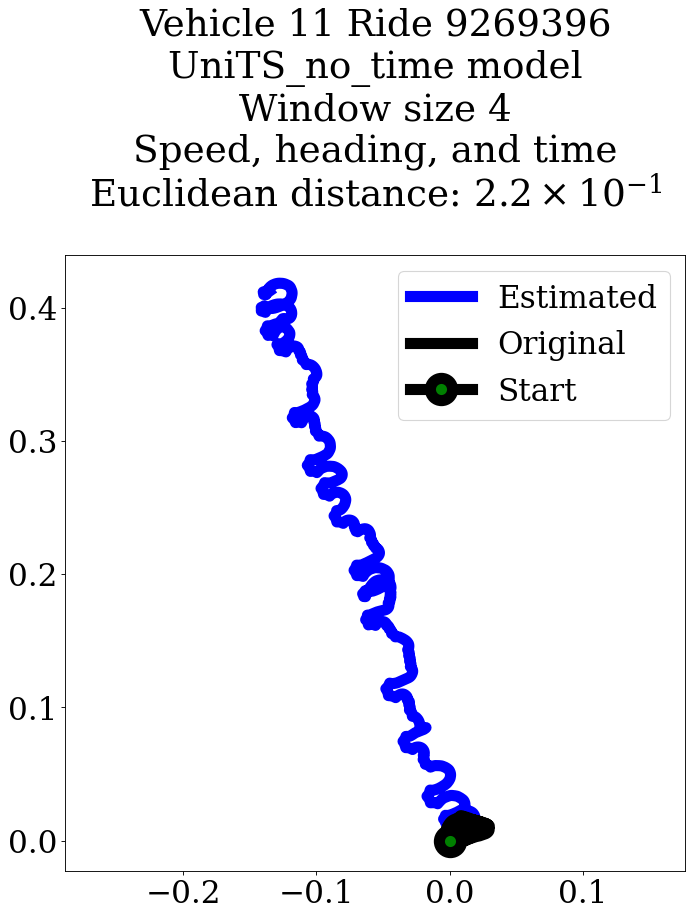 Vehicle 11 Ride 9269396
UniTS_no_time model
Window size 4
Speed, heading, and time
Euclidean distance: 2.2 × 10⁻¹
Estimated
Original
Start
0.4
0.3
0.2
0.1
0.0
−0.2 −0.1 0.0 0.1